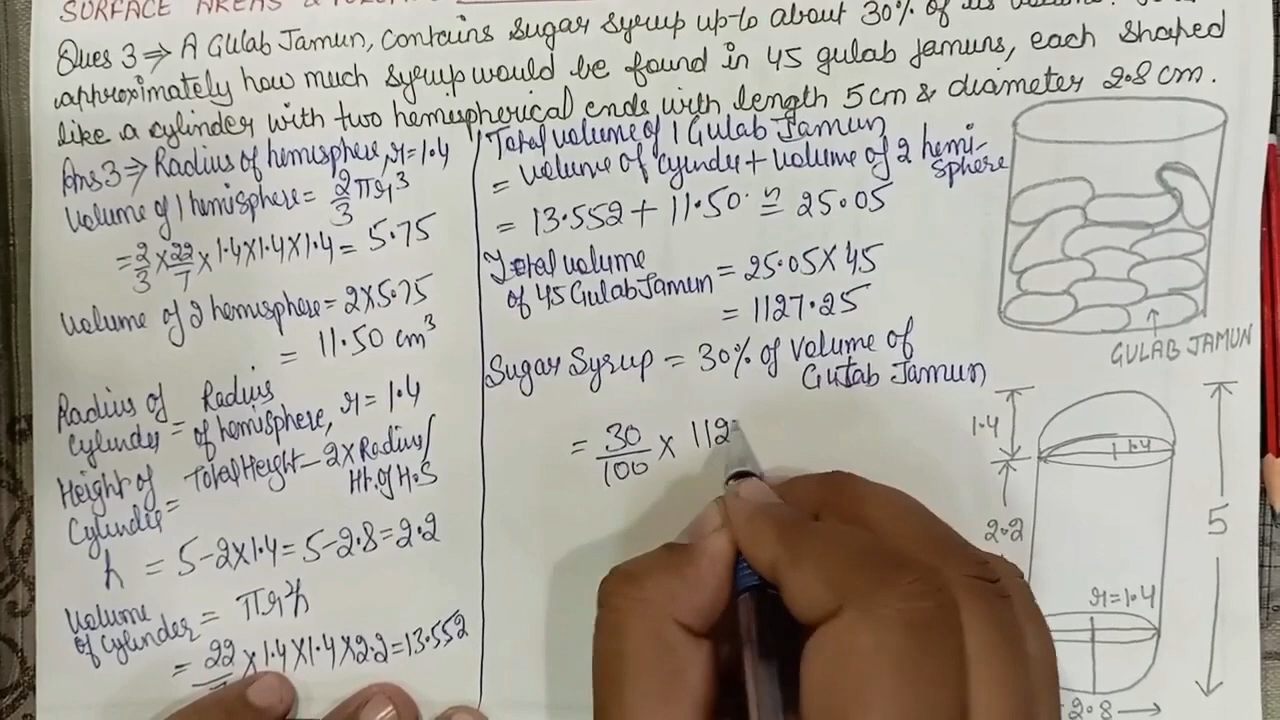 SURFACE AREAS &
Ques 3 ⇒ A Gulab Jamun, contains sugar syrup up-to about 30% of its volume.
approximately how much syrup would be found in 45 gulab jamuns, each shaped
like a cylinder with two hemispherical ends with length 5 cm & diameter 2.8 cm.
Ans 3 ⇒ Radius of hemisphere, r = 1.4
Volume of 1 hemisphere = 2/3 πr³
= 2/3 × 22/7 × 1.4 × 1.4 × 1.4 = 5.75
Volume of 2 hemisphere = 2 × 5.75
= 11.50 cm³
Radius of Cylinder = Radius of hemisphere, r = 1.4
Height of Cylinder = Total Height - 2 × Radius/Ht. of H.S
h = 5 - 2 × 1.4 = 5 - 2.8 = 2.2
Volume of cylinder = πr²h
= 22 × 1.4 × 1.4 × 2.2 = 13.552
Total volume of 1 Gulab Jamun
= Volume of cylinder + Volume of 2 hemi-
sphere
= 13.552 + 11.50 ≈ 25.05
Total volume
of 45 Gulab Jamun = 25.05 × 45
= 1127.25
Sugar Syrup = 30% of Volume of
Gulab Jamun
= 30/100 × 112
GULAB JAMUN
1.4
1.4
2.2
5
r = 1.4
2.8